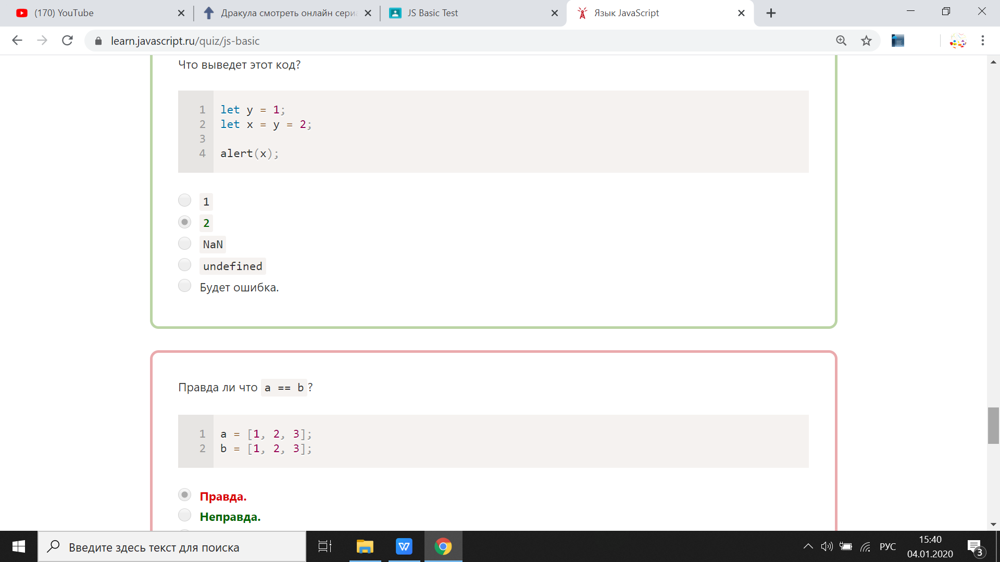 (170) YouTube
Дракула смотреть онлайн сериа
JS Basic Test
Язык JavaScript
learn.javascript.ru/quiz/js-basic
Что выведет этот код?
1 let y = 1;
2 let x = y = 2;
3
4 alert(x);
1
2
NaN
undefined
Будет ошибка.
Правда ли что a == b?
1 a = [1, 2, 3];
2 b = [1, 2, 3];
Правда.
Неправда.
Введите здесь текст для поиска
W
РУС
15:40
04.01.2020
3